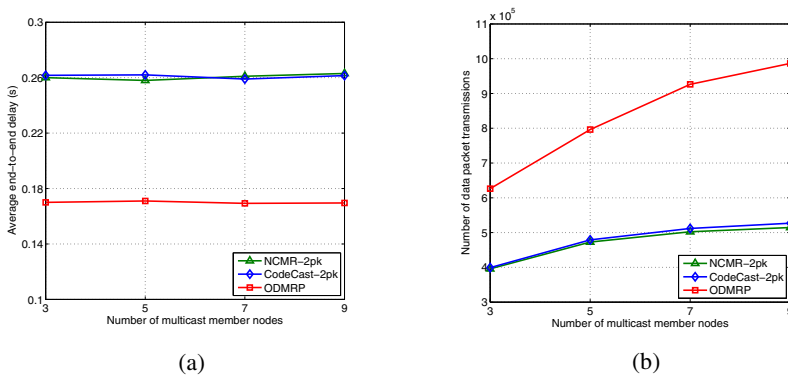 0.3
0.26
0.22
0.18
0.14
0.1
3
5
7
9
Average end−to−end delay (s)
Number of multicast member nodes
NCMR−2pk
CodeCast−2pk
ODMRP
(a)
x 10^5
11
10
9
8
7
6
5
4
3
3
5
7
9
Number of data packet transmissions
Number of multicast member nodes
NCMR−2pk
CodeCast−2pk
ODMRP
(b)